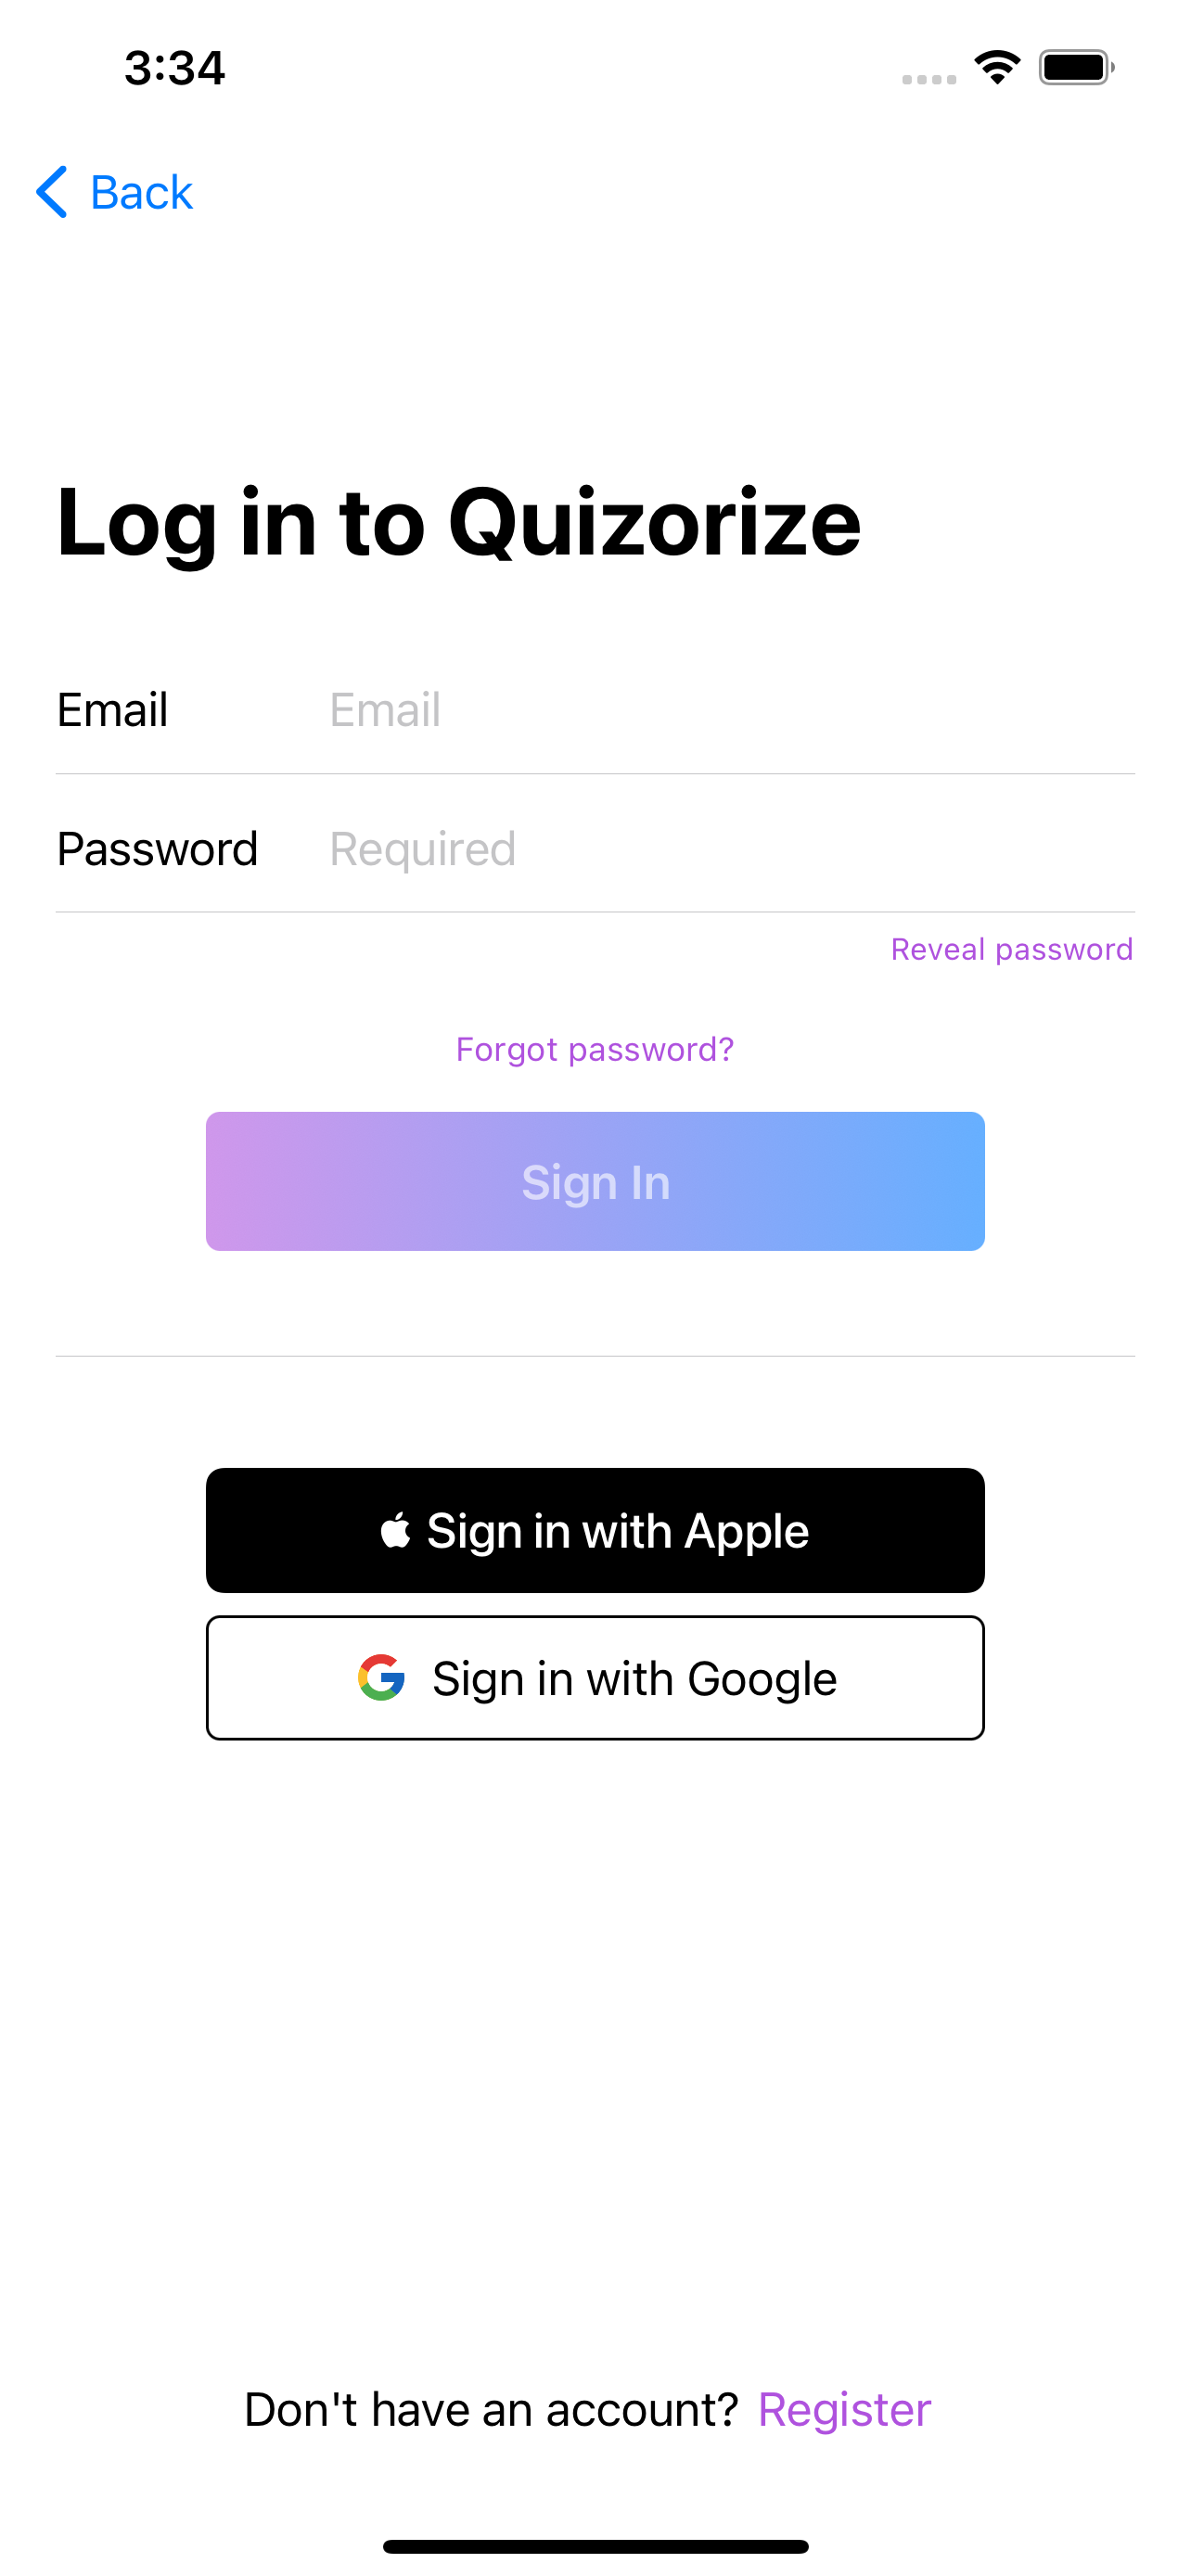 3:34
Back
Log in to Quizorize
Email Email
Password Required
Reveal password
Forgot password?
Sign In
Sign in with Apple
Sign in with Google
Don't have an account? Register